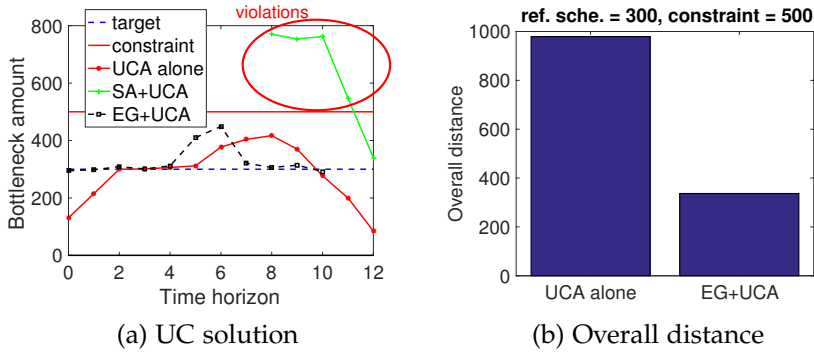 violations
800
600
400
200
0
target
constraint
UCA alone
SA+UCA
EG+UCA
Bottleneck amount
0 2 4 6 8 10 12
Time horizon
(a) UC solution
ref. sche. = 300, constraint = 500
1000
800
600
400
200
0
Overall distance
UCA alone EG+UCA
(b) Overall distance